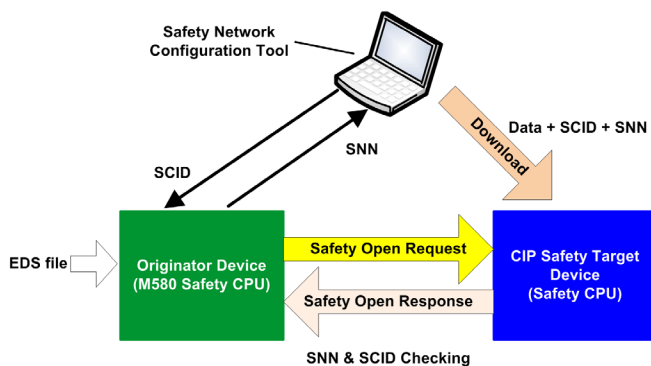 Safety Network
Configuration Tool
Data + SCID + SNN
Download
SNN
SCID
EDS file
Originator Device
(M580 Safety CPU)
Safety Open Request
Safety Open Response
CIP Safety Target
Device
(Safety CPU)
SNN & SCID Checking